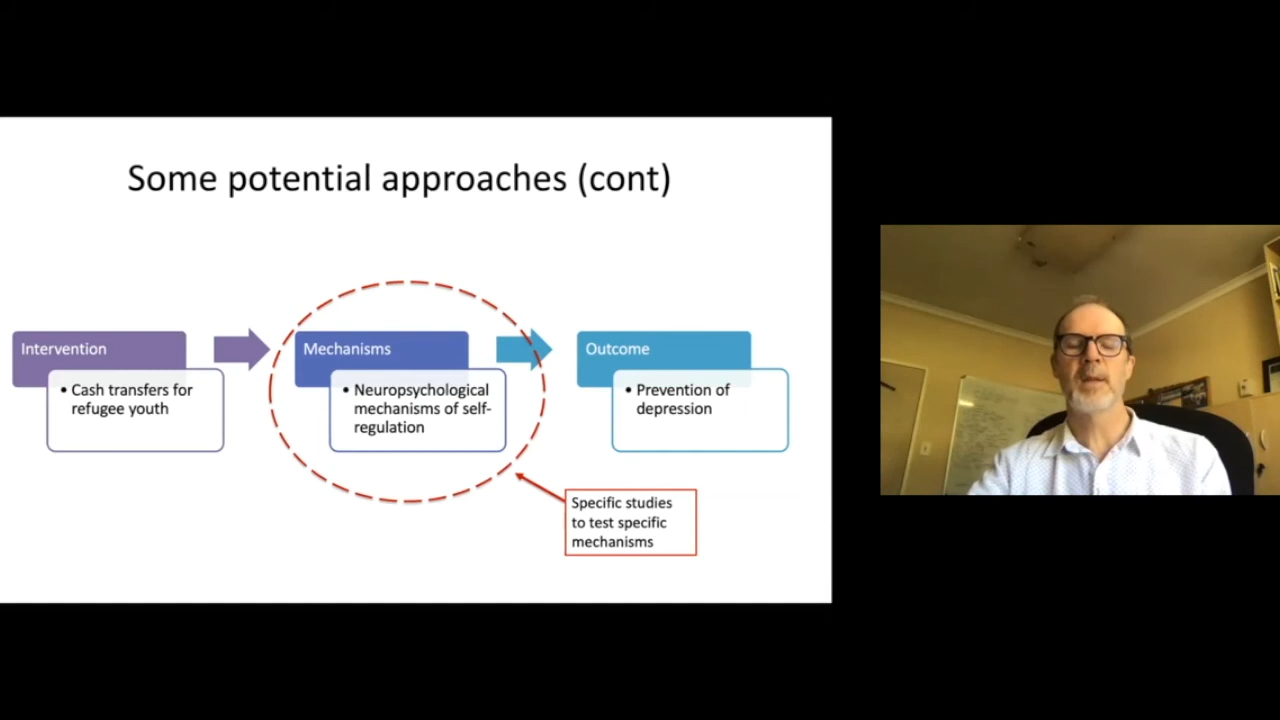 Some potential approaches (cont)
Intervention
• Cash transfers for
refugee youth
Mechanisms
• Neuropsychological
mechanisms of self-
regulation
Outcome
• Prevention of
depression
Specific studies
to test specific
mechanisms